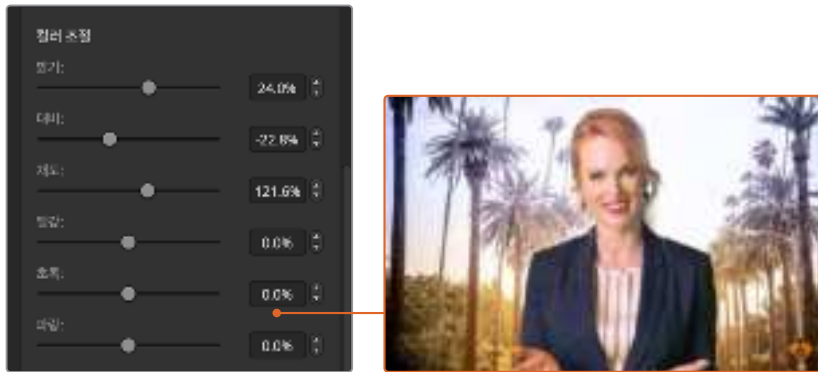 컬러 조절
밝기:
24.0%
대비:
-22.8%
채도:
121.6%
빨강:
0.0%
초록:
0.0%
파랑:
0.0%